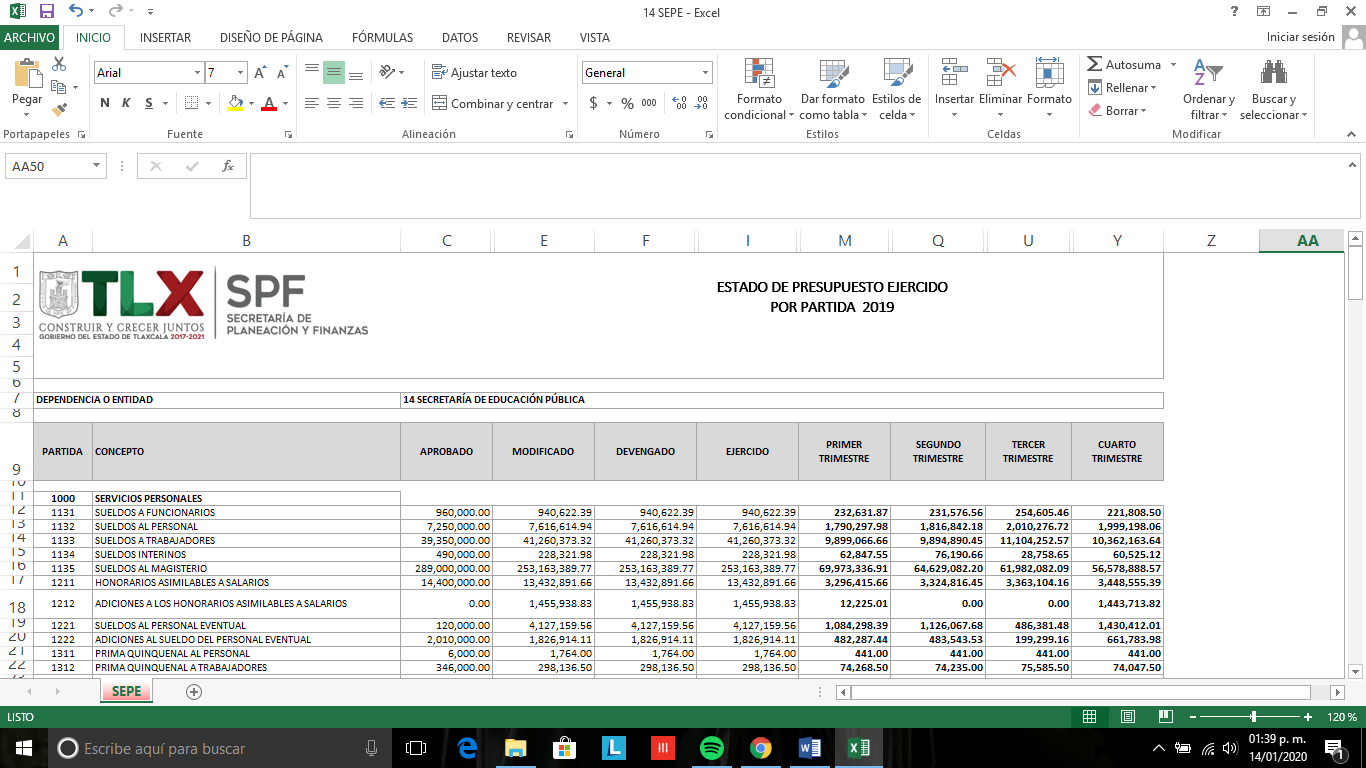 14 SEPE - Excel
ARCHIVO INICIO INSERTAR DISEÑO DE PÁGINA FÓRMULAS DATOS REVISAR VISTA Iniciar sesión
Arial 7 Ajustar texto General Autosuma
Pegar N K S Combinar y centrar $ % 000 Formato condicional Dar formato como tabla Estilos de celda Insertar Eliminar Formato Rellenar Borrar Ordenar y filtrar Buscar y seleccionar
Portapapeles Fuente Alineación Número Estilos Celdas Modificar
AA50 fx
A B C E F I M Q U Y Z AA
TLX SPF
SECRETARÍA DE
PLANEACIÓN Y FINANZAS
CONSTRUIR Y CRECER JUNTOS
GOBIERNO DEL ESTADO DE TLAXCALA 2017-2021
ESTADO DE PRESUPUESTO EJERCIDO
POR PARTIDA 2019
1
2
3
4
5
6
7 DEPENDENCIA O ENTIDAD 14 SECRETARÍA DE EDUCACIÓN PÚBLICA
8
9 PARTIDA CONCEPTO APROBADO MODIFICADO DEVENGADO EJERCIDO PRIMER TRIMESTRE SEGUNDO TRIMESTRE TERCER TRIMESTRE CUARTO TRIMESTRE
10
11 1000 SERVICIOS PERSONALES
12 1131 SUELDOS A FUNCIONARIOS 960,000.00 940,622.39 940,622.39 940,622.39 232,631.87 231,576.56 254,605.46 221,808.50
13 1132 SUELDOS AL PERSONAL 7,250,000.00 7,616,614.94 7,616,614.94 7,616,614.94 1,790,297.98 1,816,842.18 2,010,276.72 1,999,198.06
14 1133 SUELDOS A TRABAJADORES 39,350,000.00 41,260,373.32 41,260,373.32 41,260,373.32 9,899,066.66 9,894,890.45 11,104,252.57 10,362,163.64
15 1134 SUELDOS INTERINOS 490,000.00 228,321.98 228,321.98 228,321.98 62,847.55 76,190.66 28,758.65 60,525.12
16 1135 SUELDOS AL MAGISTERIO 289,000,000.00 253,163,389.77 253,163,389.77 253,163,389.77 69,973,336.91 64,629,082.20 61,982,082.09 56,578,888.57
17 1211 HONORARIOS ASIMILABLES A SALARIOS 14,400,000.00 13,432,891.66 13,432,891.66 13,432,891.66 3,296,415.66 3,324,816.45 3,363,104.16 3,448,555.39
18 1212 ADICIONES A LOS HONORARIOS ASIMILABLES A SALARIOS 0.00 1,455,938.83 1,455,938.83 1,455,938.83 12,225.01 0.00 0.00 1,443,713.82
19 1221 SUELDOS AL PERSONAL EVENTUAL 120,000.00 4,127,159.56 4,127,159.56 4,127,159.56 1,084,298.39 1,126,067.68 486,381.48 1,430,412.01
20 1222 ADICIONES AL SUELDO DEL PERSONAL EVENTUAL 2,010,000.00 1,826,914.11 1,826,914.11 1,826,914.11 482,287.44 483,543.53 199,299.16 661,783.98
21 1311 PRIMA QUINQUENAL AL PERSONAL 6,000.00 1,764.00 1,764.00 1,764.00 441.00 441.00 441.00 441.00
22 1312 PRIMA QUINQUENAL A TRABAJADORES 346,000.00 298,136.50 298,136.50 298,136.50 74,268.50 74,235.00 75,585.50 74,047.50
SEPE
LISTO 120 %
Escribe aquí para buscar
01:39 p. m.
14/01/2020